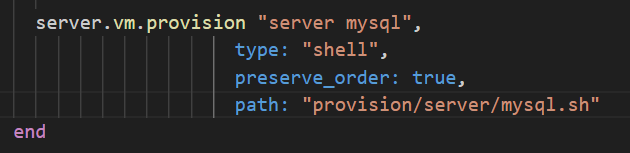 server.vm.provision "server mysql",
type: "shell",
preserve_order: true,
path: "provision/server/mysql.sh"
end